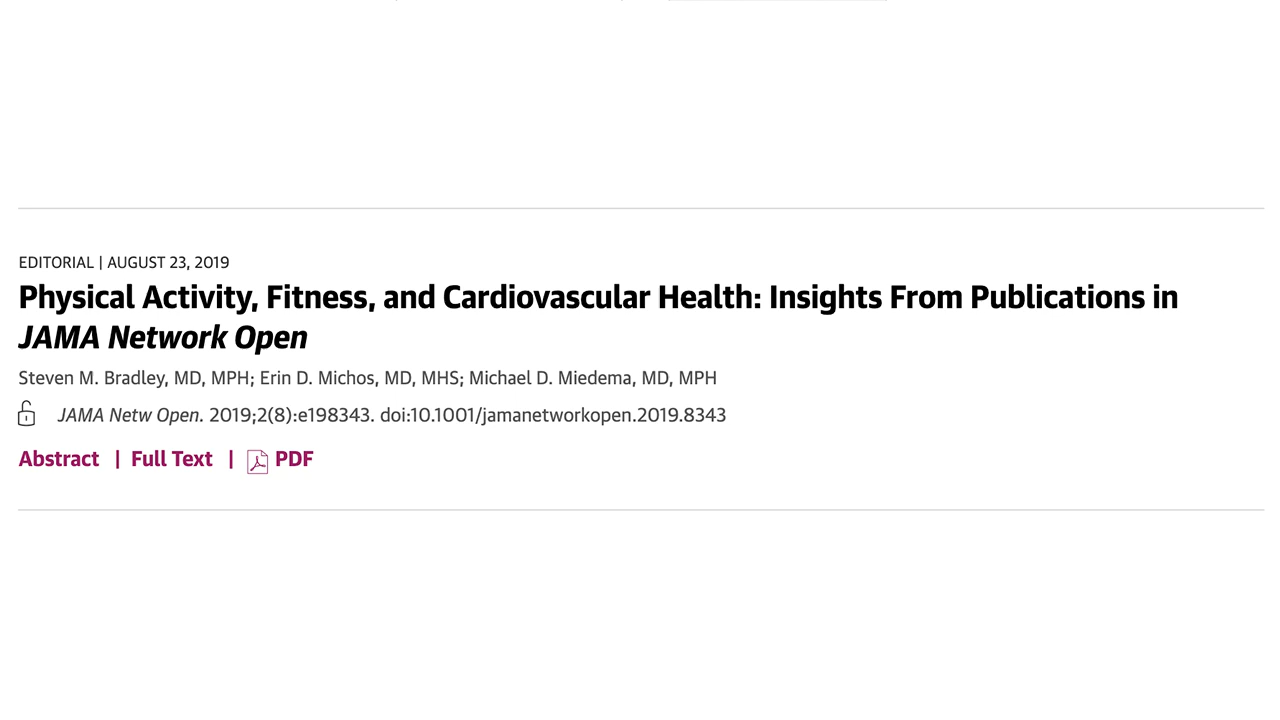 EDITORIAL | AUGUST 23, 2019
Physical Activity, Fitness, and Cardiovascular Health: Insights From Publications in
JAMA Network Open
Steven M. Bradley, MD, MPH; Erin D. Michos, MD, MHS; Michael D. Miedema, MD, MPH
JAMA Netw Open. 2019;2(8):e198343. doi:10.1001/jamanetworkopen.2019.8343
Abstract | Full Text | PDF